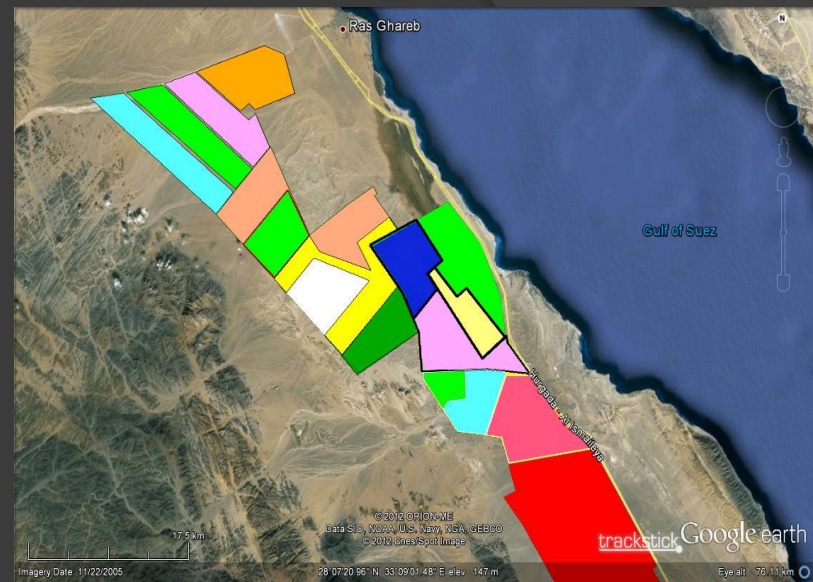 N
Ras Ghareb
Gulf of Suez
Hurgada - Al Ismaileya
17.5 km
© 2012 ORION-ME
Data SIO, NOAA, U.S. Navy, NGA, GEBCO
© 2012 Cnes/Spot Image
trackstick Google earth
Imagery Date: 11/22/2005
28°07'20.96" N 33°09'01.48" E elev 147 m
Eye alt 76.11 km